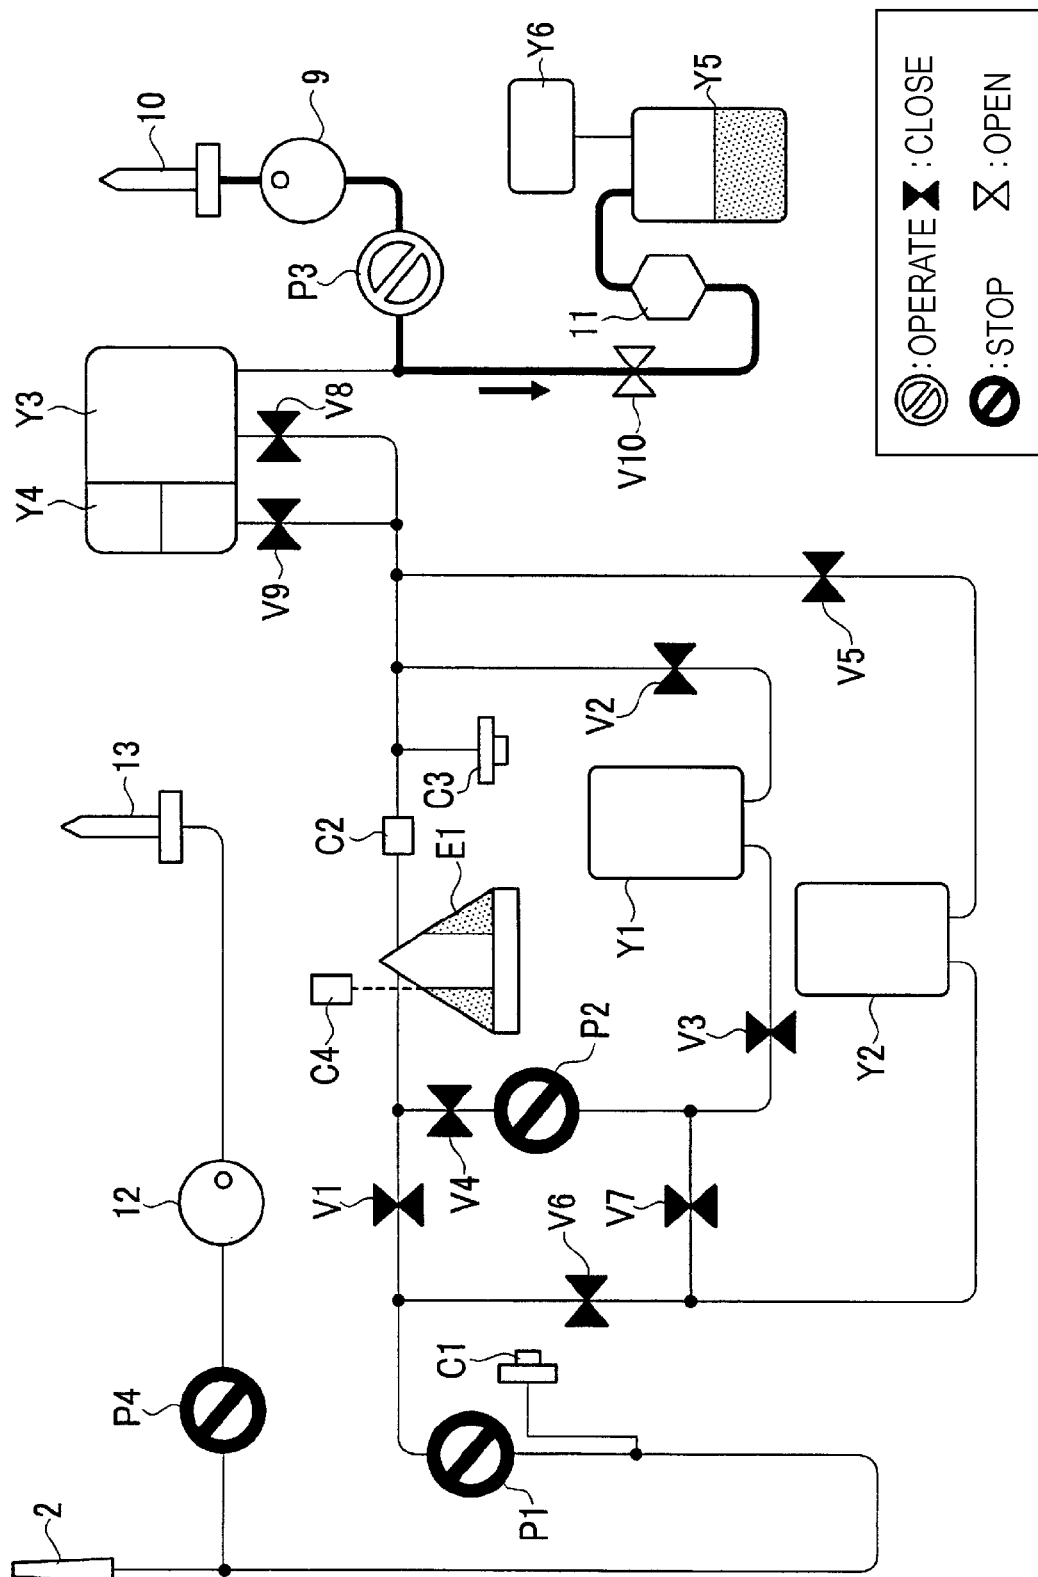 2
P4
12
13
P1
C1
V6
V7
V1
V4
P2
C4
E1
C2
C3
V3
Y1
Y2
V2
V5
V9
V8
Y4
Y3
P3
10
9
V10
11
Y6
Y5
:OPERATE :CLOSE
:STOP :OPEN